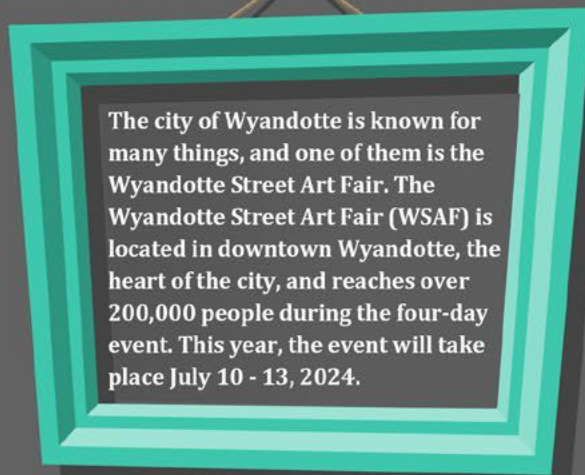 The city of Wyandotte is known for
many things, and one of them is the
Wyandotte Street Art Fair. The
Wyandotte Street Art Fair (WSAF) is
located in downtown Wyandotte, the
heart of the city, and reaches over
200,000 people during the four-day
event. This year, the event will take
place July 10 - 13, 2024.